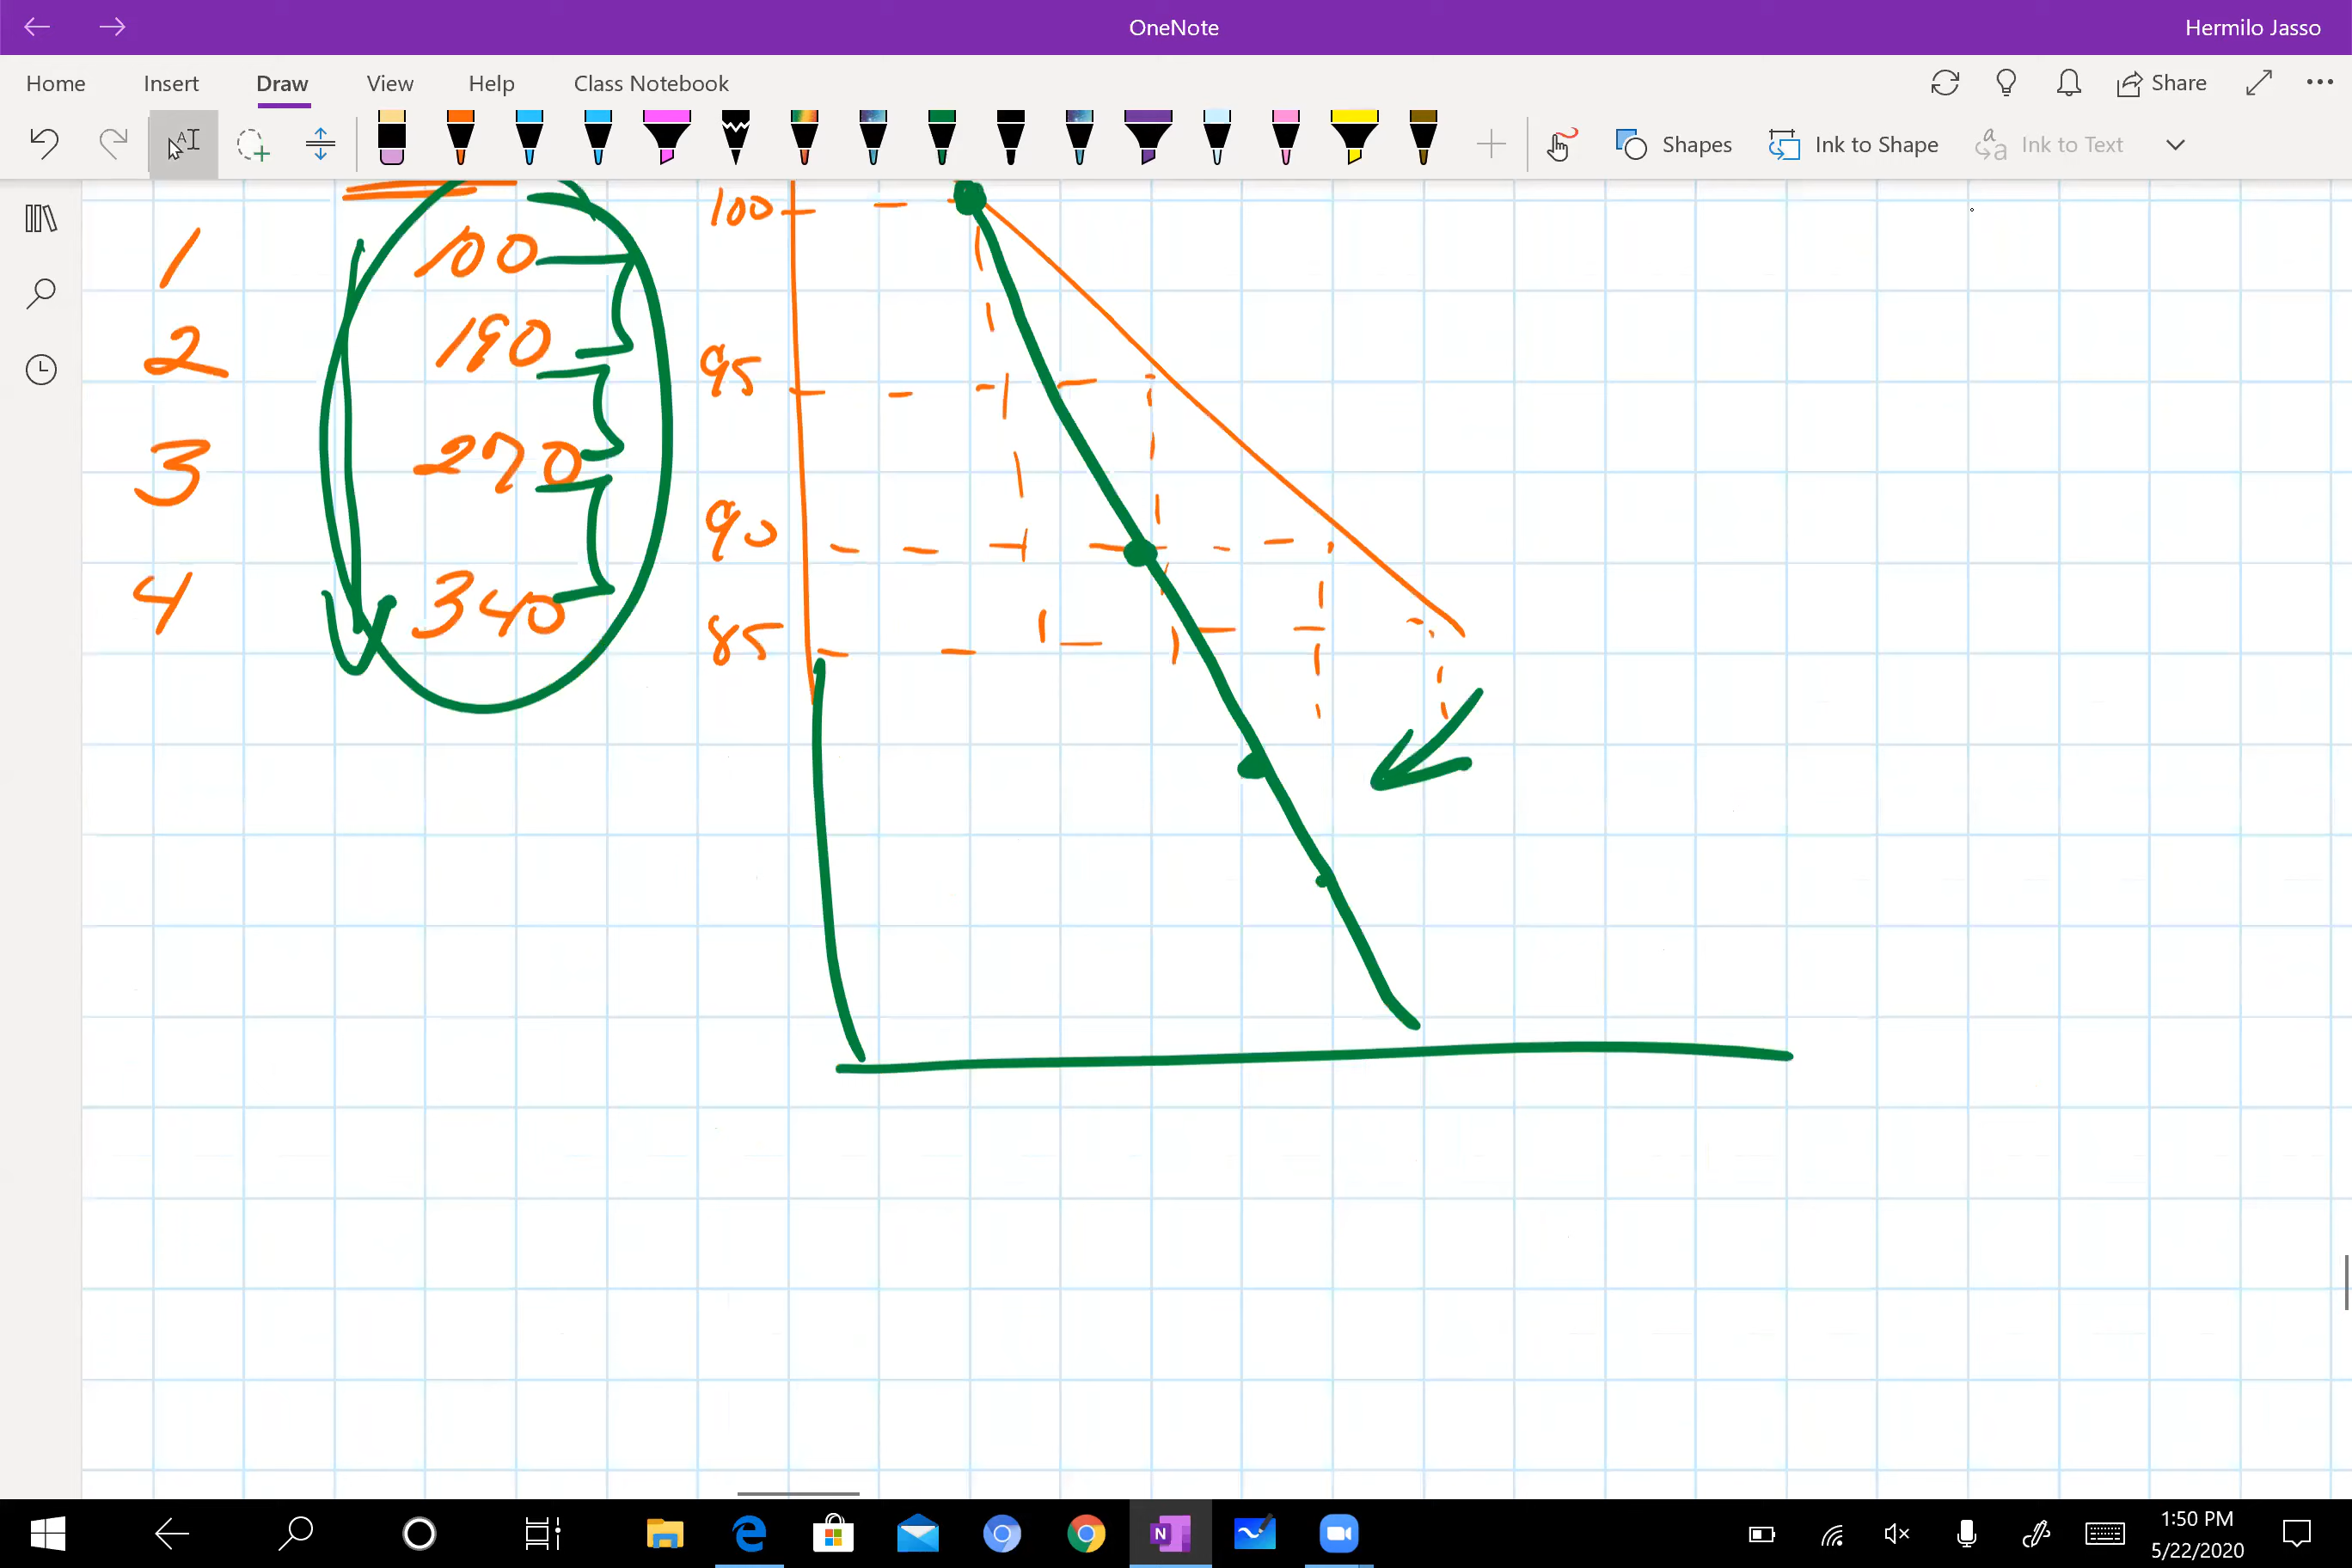 OneNote
Hermilo Jasso
Home Insert Draw View Help Class Notebook Share
Shapes Ink to Shape Ink to Text
1 100
2 190
3 270
4 340
100
95
90
85
1:50 PM
5/22/2020